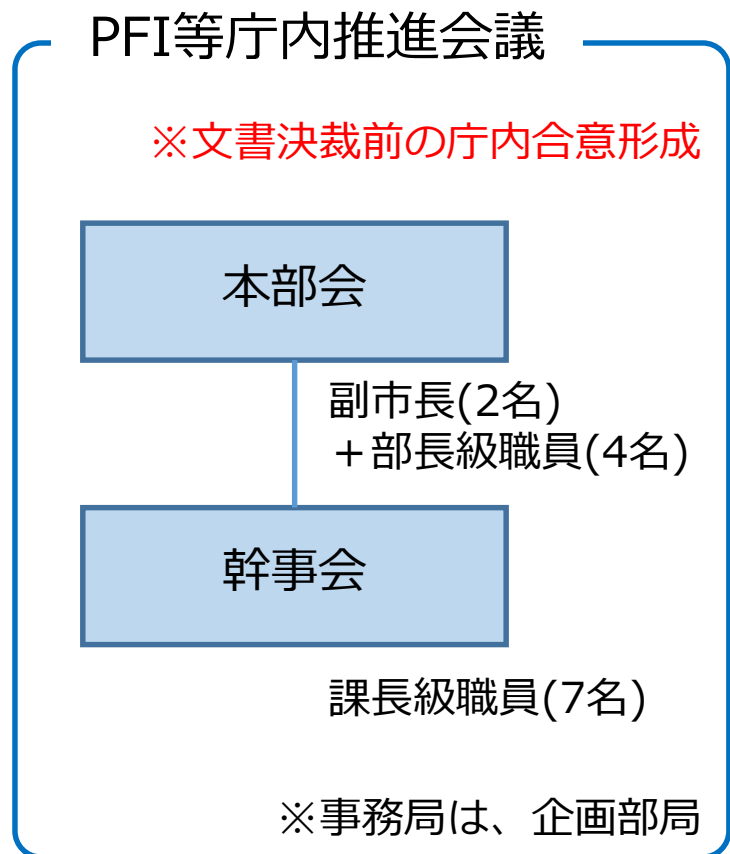 PFI等庁内推進会議
※文書決裁前の庁内合意形成
本部会
副市長(2名)
＋部長級職員(4名)
幹事会
課長級職員(7名)
※事務局は、企画部局